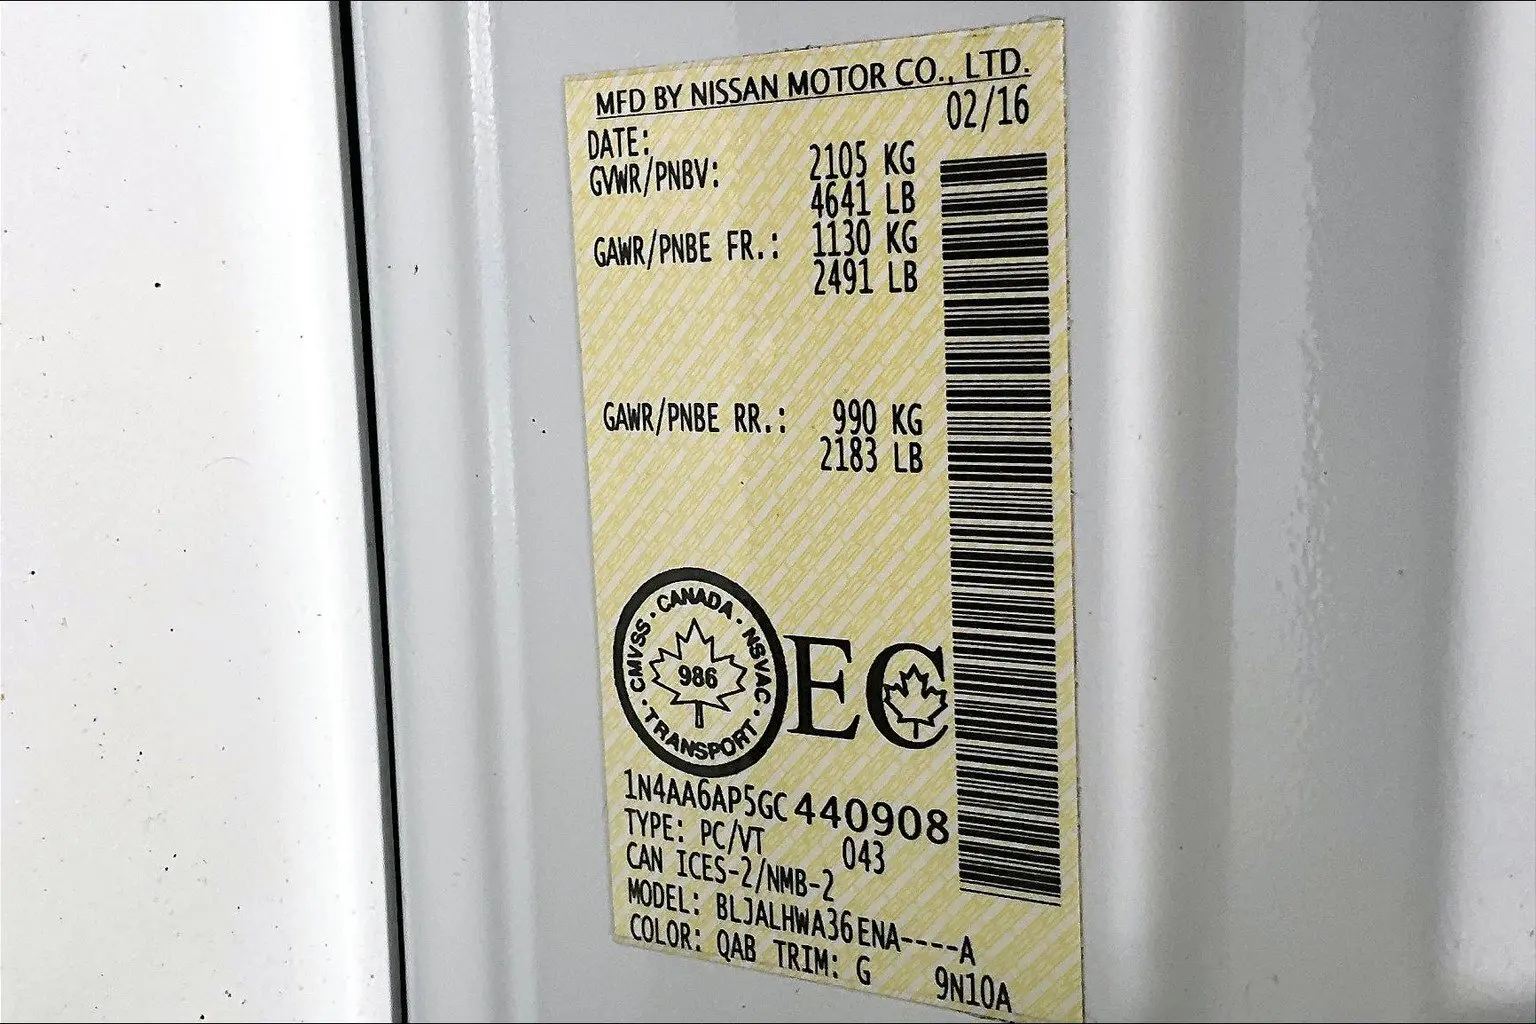 MFD BY NISSAN MOTOR CO., LTD.
DATE: 02/16
GVWR/PNBV: 2105 KG
4641 LB
GAWR/PNBE FR.: 1130 KG
2491 LB
GAWR/PNBE RR.: 990 KG
2183 LB
CMVSS · CANADA · NSVAC · TRANSPORT ·
986
EC
1N4AA6AP5GC440908
TYPE: PC/VT 043
CAN ICES-2/NMB-2
MODEL: BLJALHWA36ENA----A
COLOR: QAB TRIM: G 9N10A